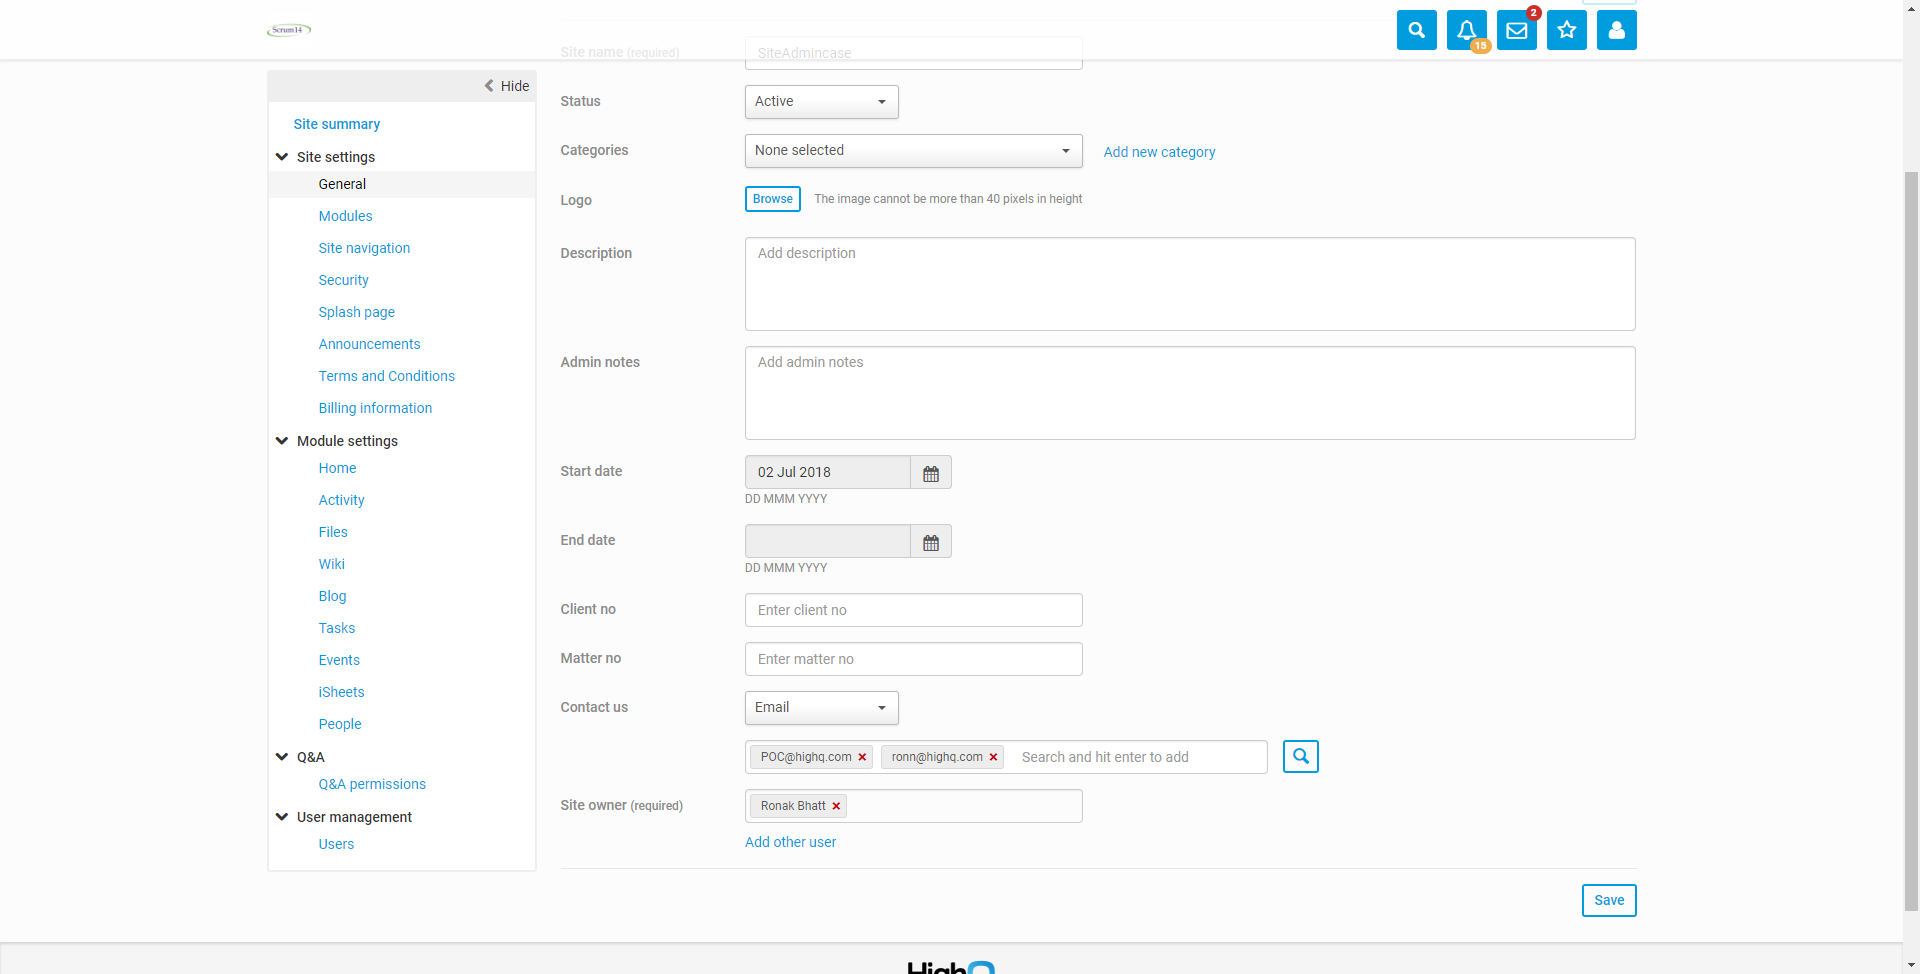 Scrum14
15
2
Site name (required)
SiteAdmincase
Hide
Site summary
Site settings
General
Modules
Site navigation
Security
Splash page
Announcements
Terms and Conditions
Billing information
Module settings
Home
Activity
Files
Wiki
Blog
Tasks
Events
iSheets
People
Q&A
Q&A permissions
User management
Users
Status
Active
Categories
None selected
Add new category
Logo
Browse
The image cannot be more than 40 pixels in height
Description
Add description
Admin notes
Add admin notes
Start date
02 Jul 2018
DD MMM YYYY
End date
DD MMM YYYY
Client no
Enter client no
Matter no
Enter matter no
Contact us
Email
POC@highq.com
ronn@highq.com
Search and hit enter to add
Site owner (required)
Ronak Bhatt
Add other user
Save
HighQ